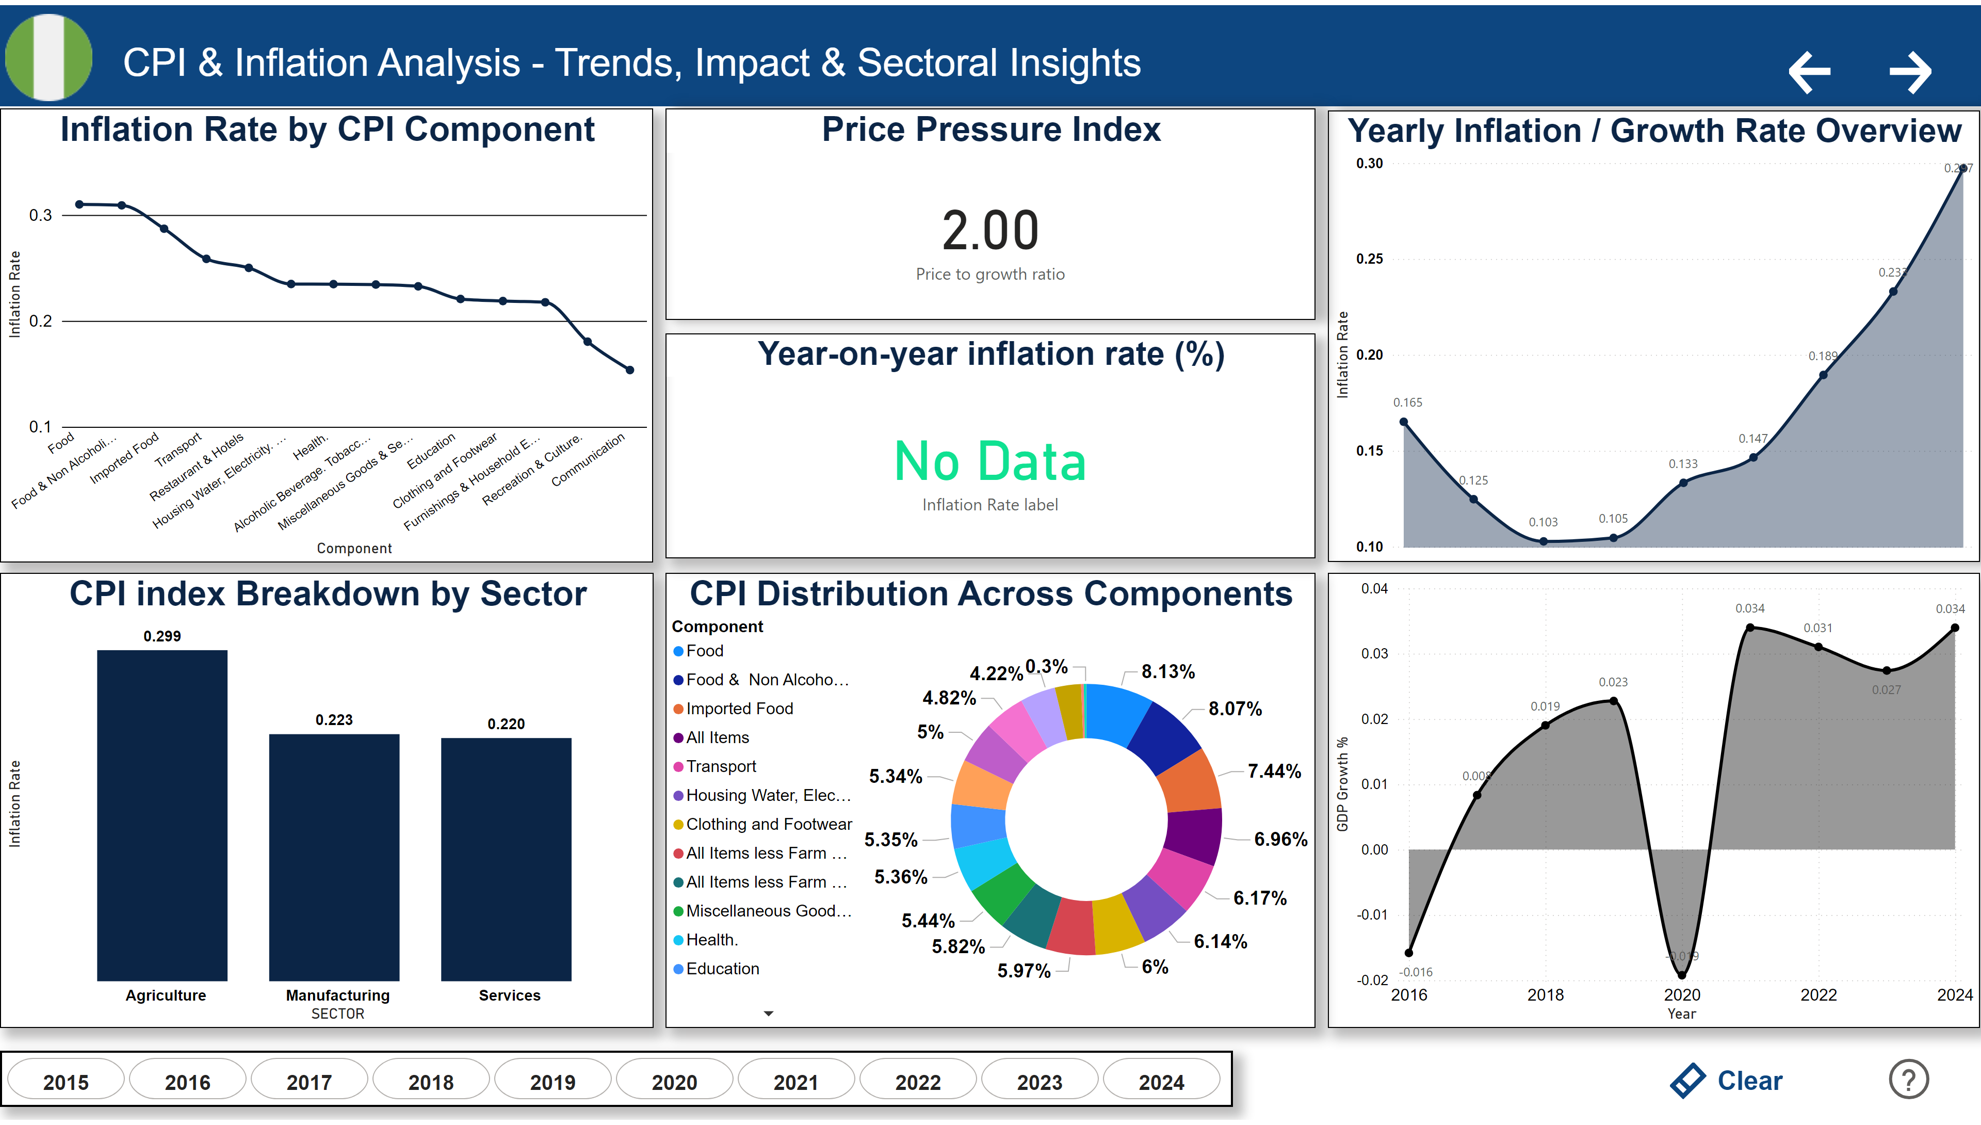 CPI & Inflation Analysis - Trends, Impact & Sectoral Insights
Inflation Rate by CPI Component
0.3
0.2
0.1
Inflation Rate
Food
Food & Non Alcoholi...
Imported Food
Transport
Restaurant & Hotels
Housing Water, Electricity. ...
Health.
Alcoholic Beverage. Tobacc...
Miscellaneous Goods & Se...
Education
Clothing and Footwear
Furnishings & Household E...
Recreation & Culture.
Communication
Component
Price Pressure Index
2.00
Price to growth ratio
Year-on-year inflation rate (%)
No Data
Inflation Rate label
Yearly Inflation / Growth Rate Overview
0.30
0.25
0.20
0.15
0.10
Inflation Rate
0.165
0.125
0.103
0.105
0.133
0.147
0.189
0.233
CPI index Breakdown by Sector
Inflation Rate
0.299
0.223
0.220
Agriculture
Manufacturing
Services
SECTOR
CPI Distribution Across Components
Component
Food
Food & Non Alcoho...
Imported Food
All Items
Transport
Housing Water, Elec...
Clothing and Footwear
All Items less Farm ...
All Items less Farm ...
Miscellaneous Good...
Health.
Education
8.13%
8.07%
7.44%
6.96%
6.17%
6.14%
6%
5.97%
5.82%
5.44%
5.36%
5.35%
5.34%
5%
4.82%
4.22%
0.3%
0.04
0.03
0.02
0.01
0.00
-0.01
-0.02
GDP Growth %
-0.016
0.008
0.019
0.023
-0.019
0.034
0.031
0.027
0.034
2016
2018
2020
2022
2024
Year
2015
2016
2017
2018
2019
2020
2021
2022
2023
2024
Clear
?